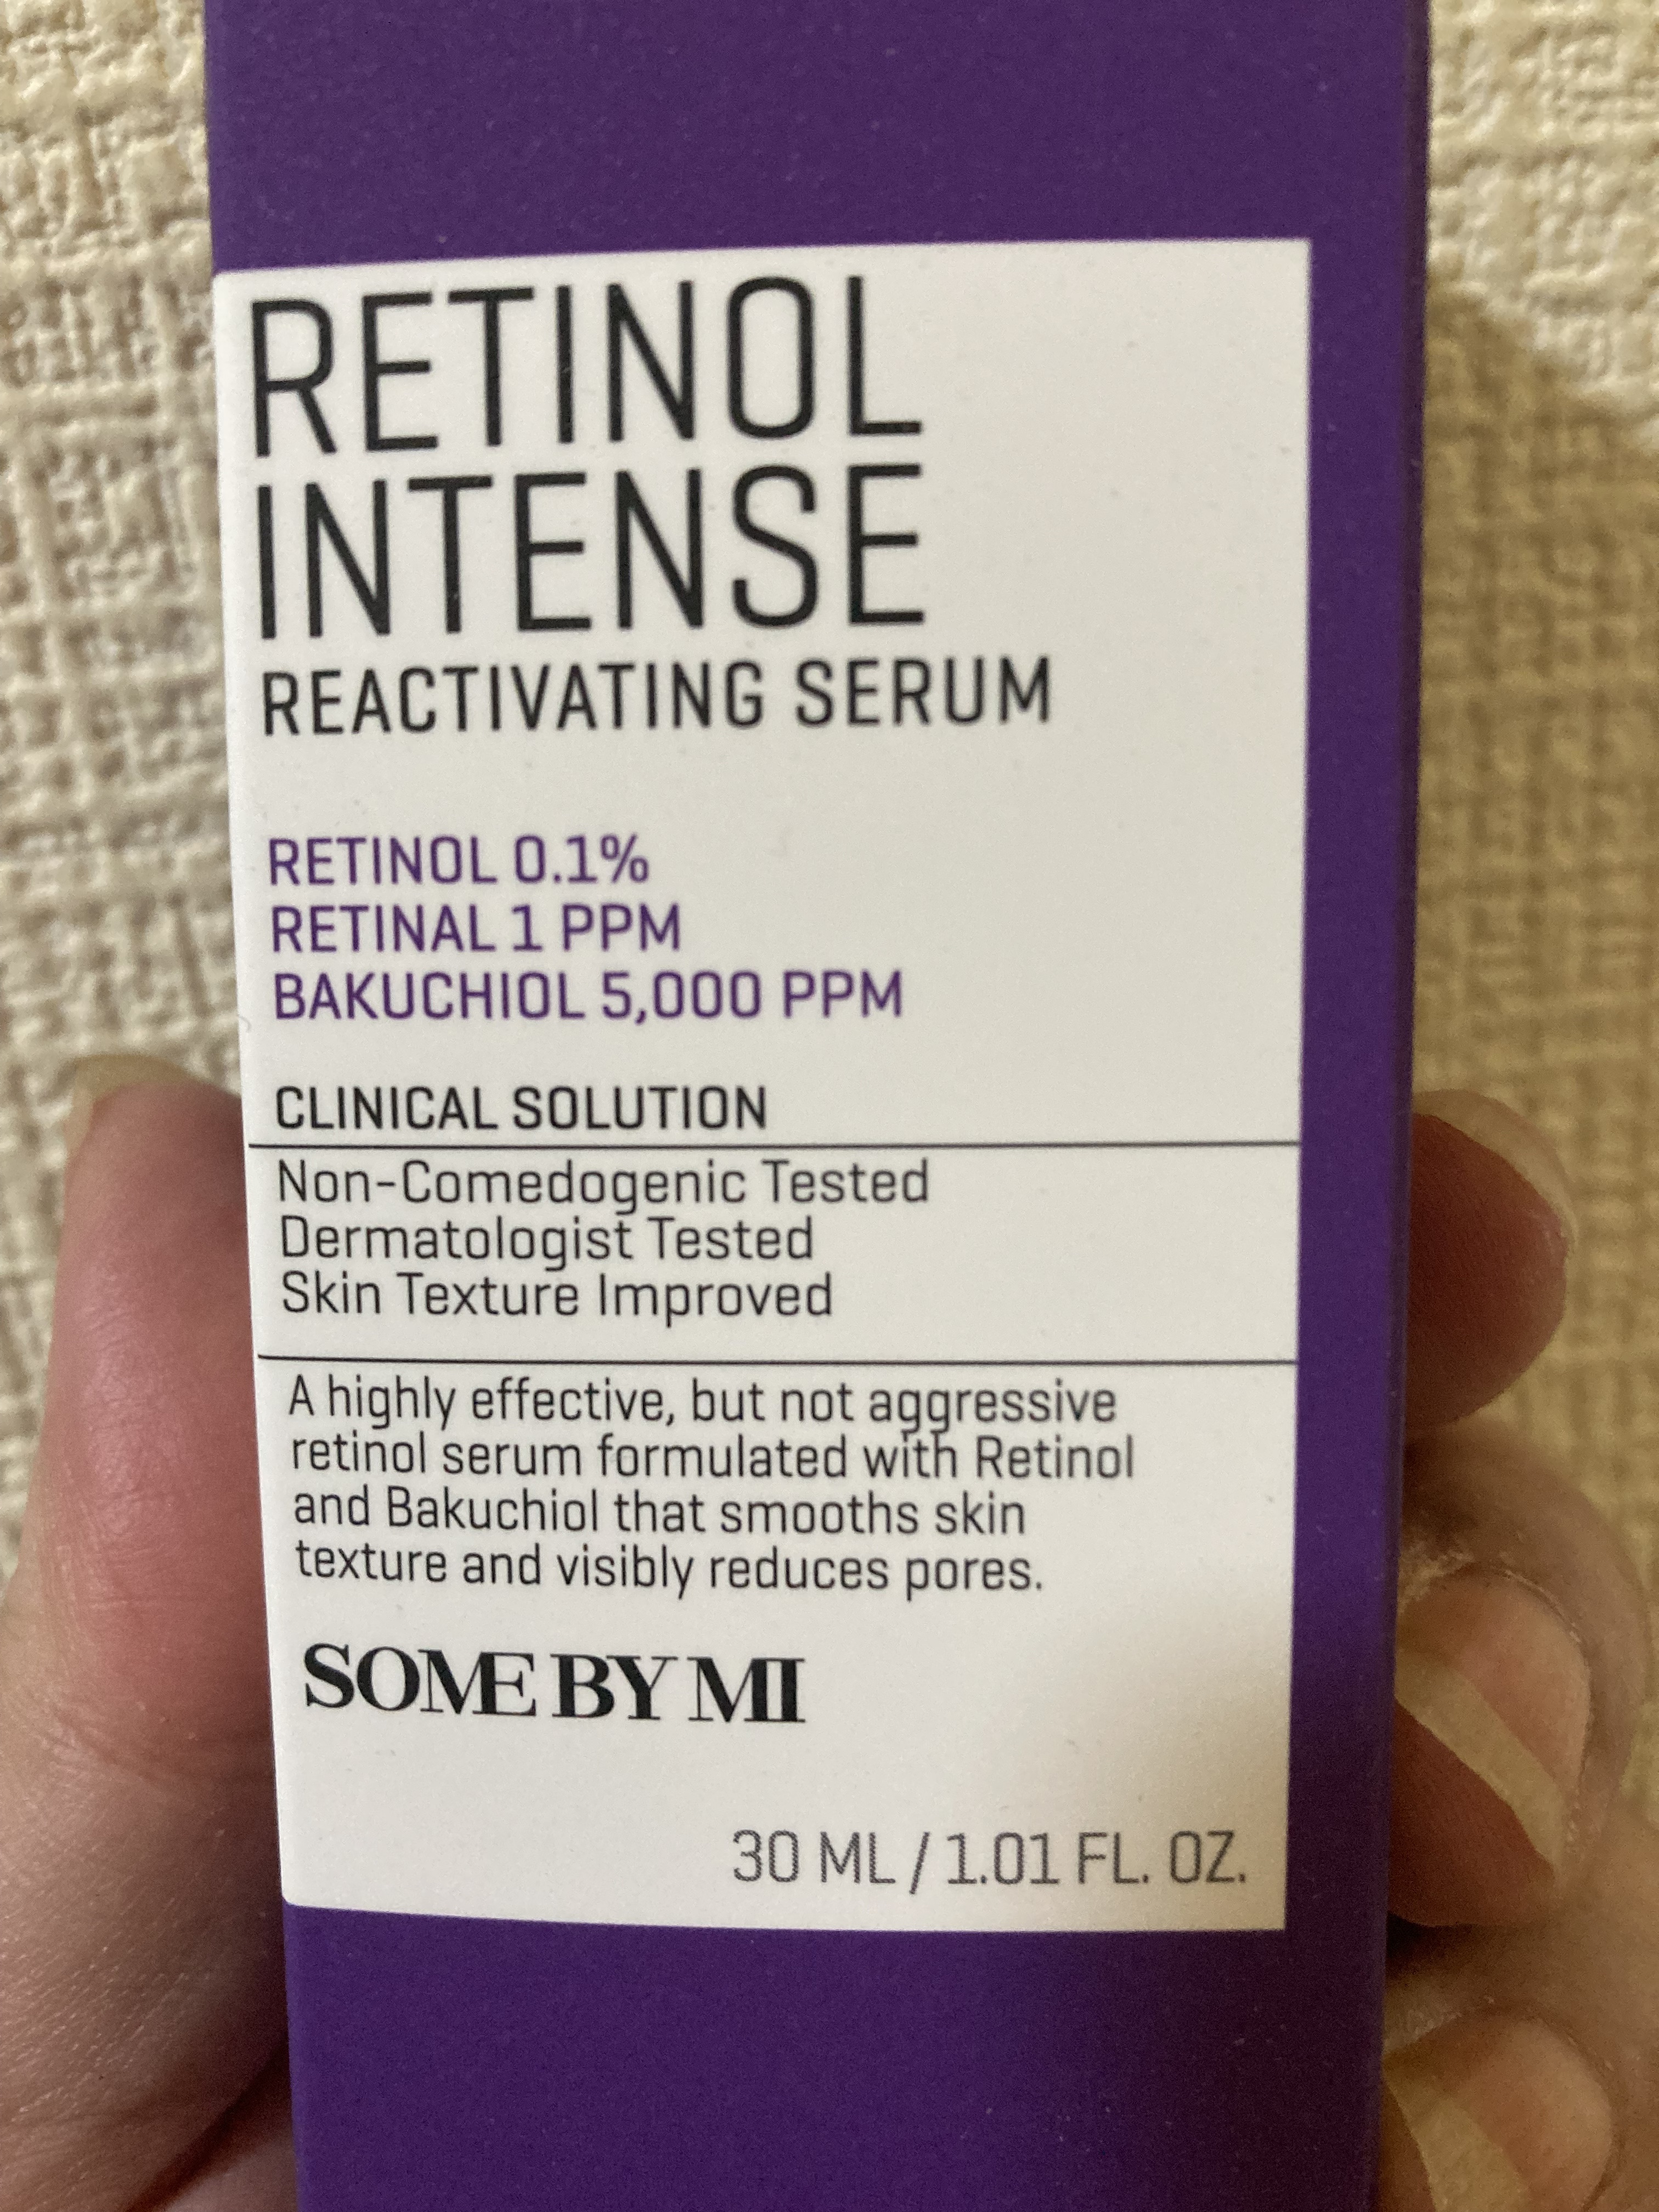 RETINOL
INTENSE
REACTIVATING SERUM
RETINOL 0.1%
RETINAL 1 PPM
BAKUCHIOL 5,000 PPM
CLINICAL SOLUTION
Non-Comedogenic Tested
Dermatologist Tested
Skin Texture Improved
A highly effective, but not aggressive
retinol serum formulated with Retinol
and Bakuchiol that smooths skin
texture and visibly reduces pores.
SOME BY MI
30 ML / 1.01 FL. OZ.